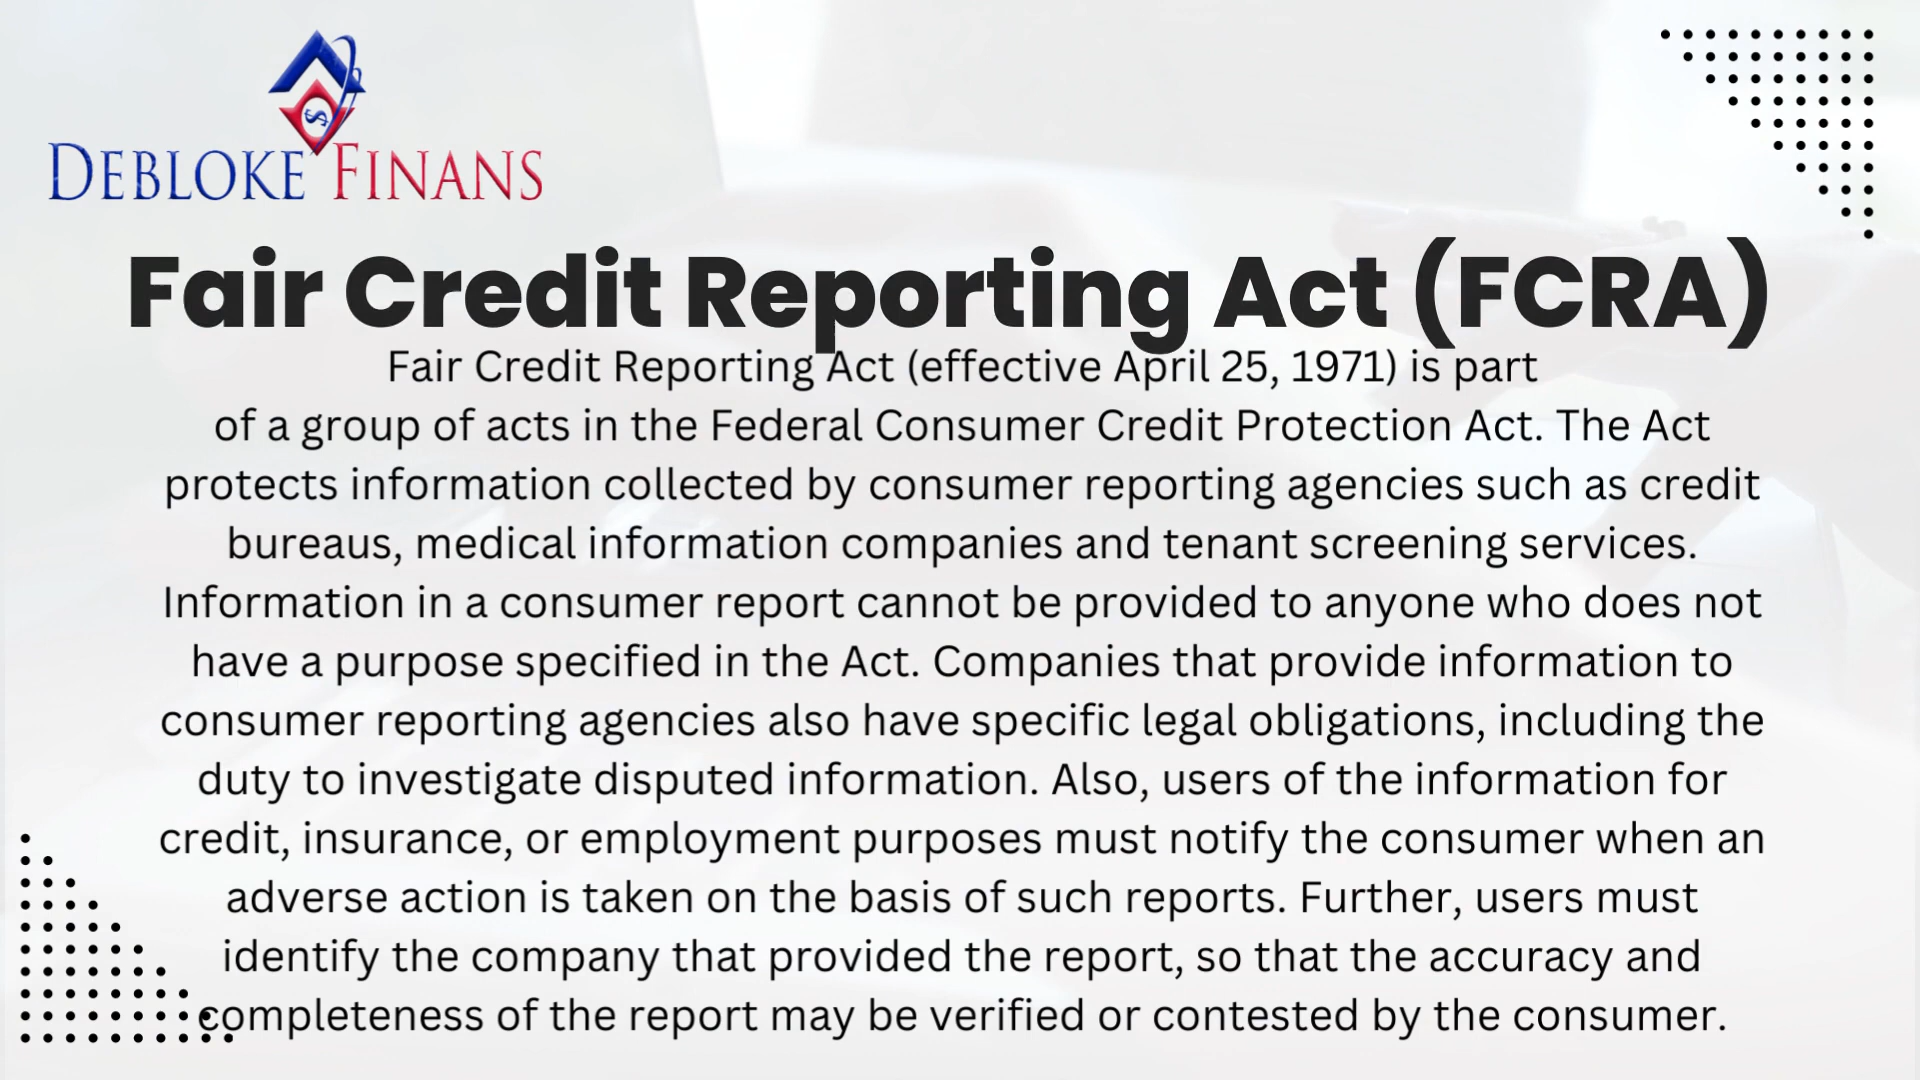 DEBLOKE FINANS
Fair Credit Reporting Act (FCRA)
Fair Credit Reporting Act (effective April 25, 1971) is part
of a group of acts in the Federal Consumer Credit Protection Act. The Act
protects information collected by consumer reporting agencies such as credit
bureaus, medical information companies and tenant screening services.
Information in a consumer report cannot be provided to anyone who does not
have a purpose specified in the Act. Companies that provide information to
consumer reporting agencies also have specific legal obligations, including the
duty to investigate disputed information. Also, users of the information for
credit, insurance, or employment purposes must notify the consumer when an
adverse action is taken on the basis of such reports. Further, users must
identify the company that provided the report, so that the accuracy and
completeness of the report may be verified or contested by the consumer.